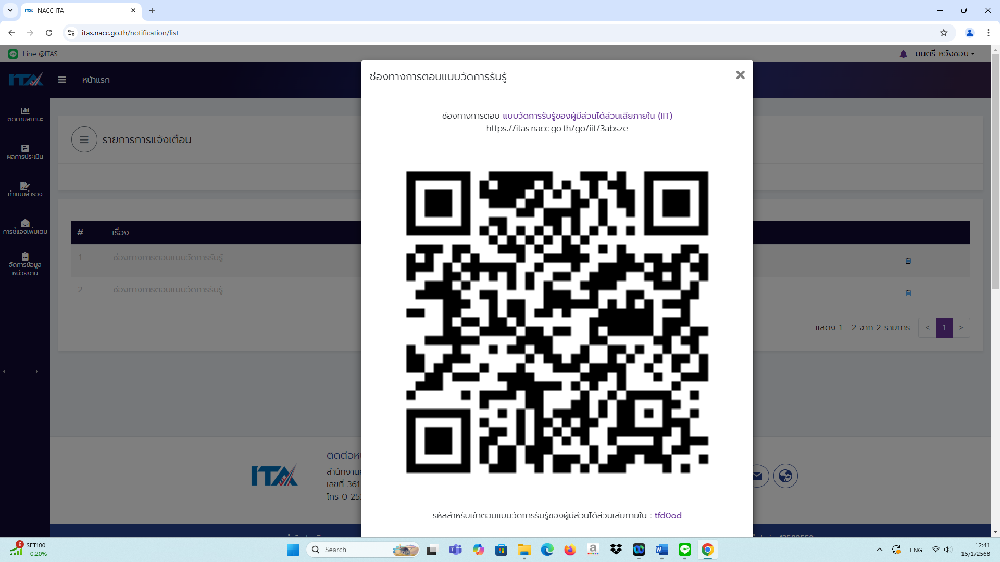 NACC ITA
itas.nacc.go.th/notification/list
Line @ITAS
มนตรี หวังชอบ
ITA
หน้าแรก
ติดตามสถานะ
ผลการประเมิน
ทำแบบสำรวจ
การชี้แจงเพิ่มเติม
จัดการข้อมูล
หน่วยงาน
รายการการแจ้งเตือน
# เรื่อง
1 ช่องทางการตอบแบบวัดการรับรู้
2 ช่องทางการตอบแบบวัดการรับรู้
แสดง 1 - 2 จาก 2 รายการ
< 1 >
ช่องทางการตอบแบบวัดการรับรู้
ช่องทางการตอบ แบบวัดการรับรู้ของผู้มีส่วนได้ส่วนเสียภายใน (IIT)
https://itas.nacc.go.th/go/iit/3absze
รหัสสำหรับเข้าตอบแบบวัดการรับรู้ของผู้มีส่วนได้ส่วนเสียภายใน : tfd0od
ITA
เลขที่ 361
โทร 0 25
6
SET100
+0.20%
Search
ENG
12:41
15/1/2568